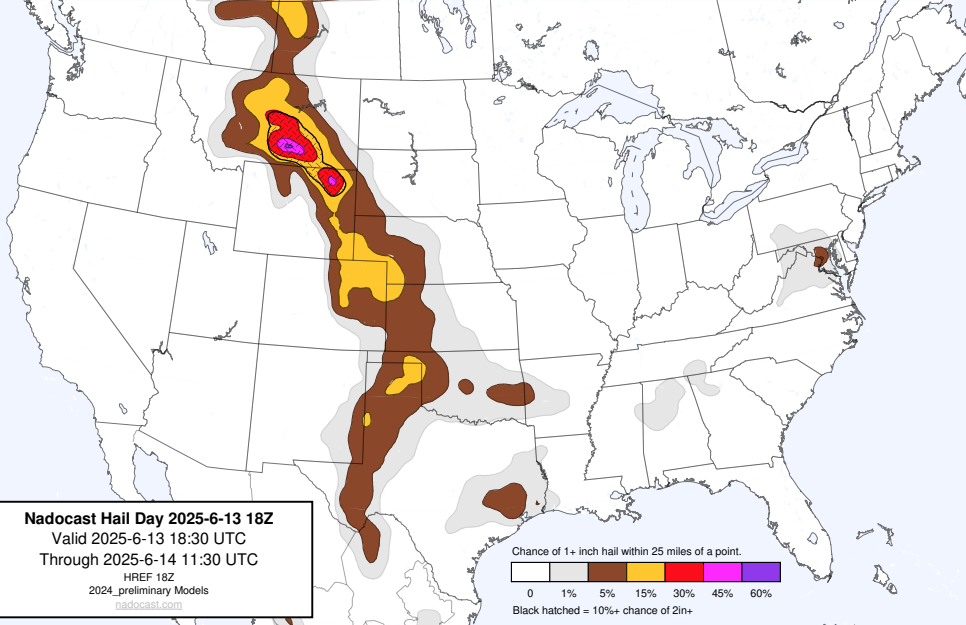 Nadocast Hail Day 2025-6-13 18Z
Valid 2025-6-13 18:30 UTC
Through 2025-6-14 11:30 UTC
HREF 18Z
2024_preliminary Models
nadocast.com
Chance of 1+ inch hail within 25 miles of a point.
0 1% 5% 15% 30% 45% 60%
Black hatched = 10%+ chance of 2in+